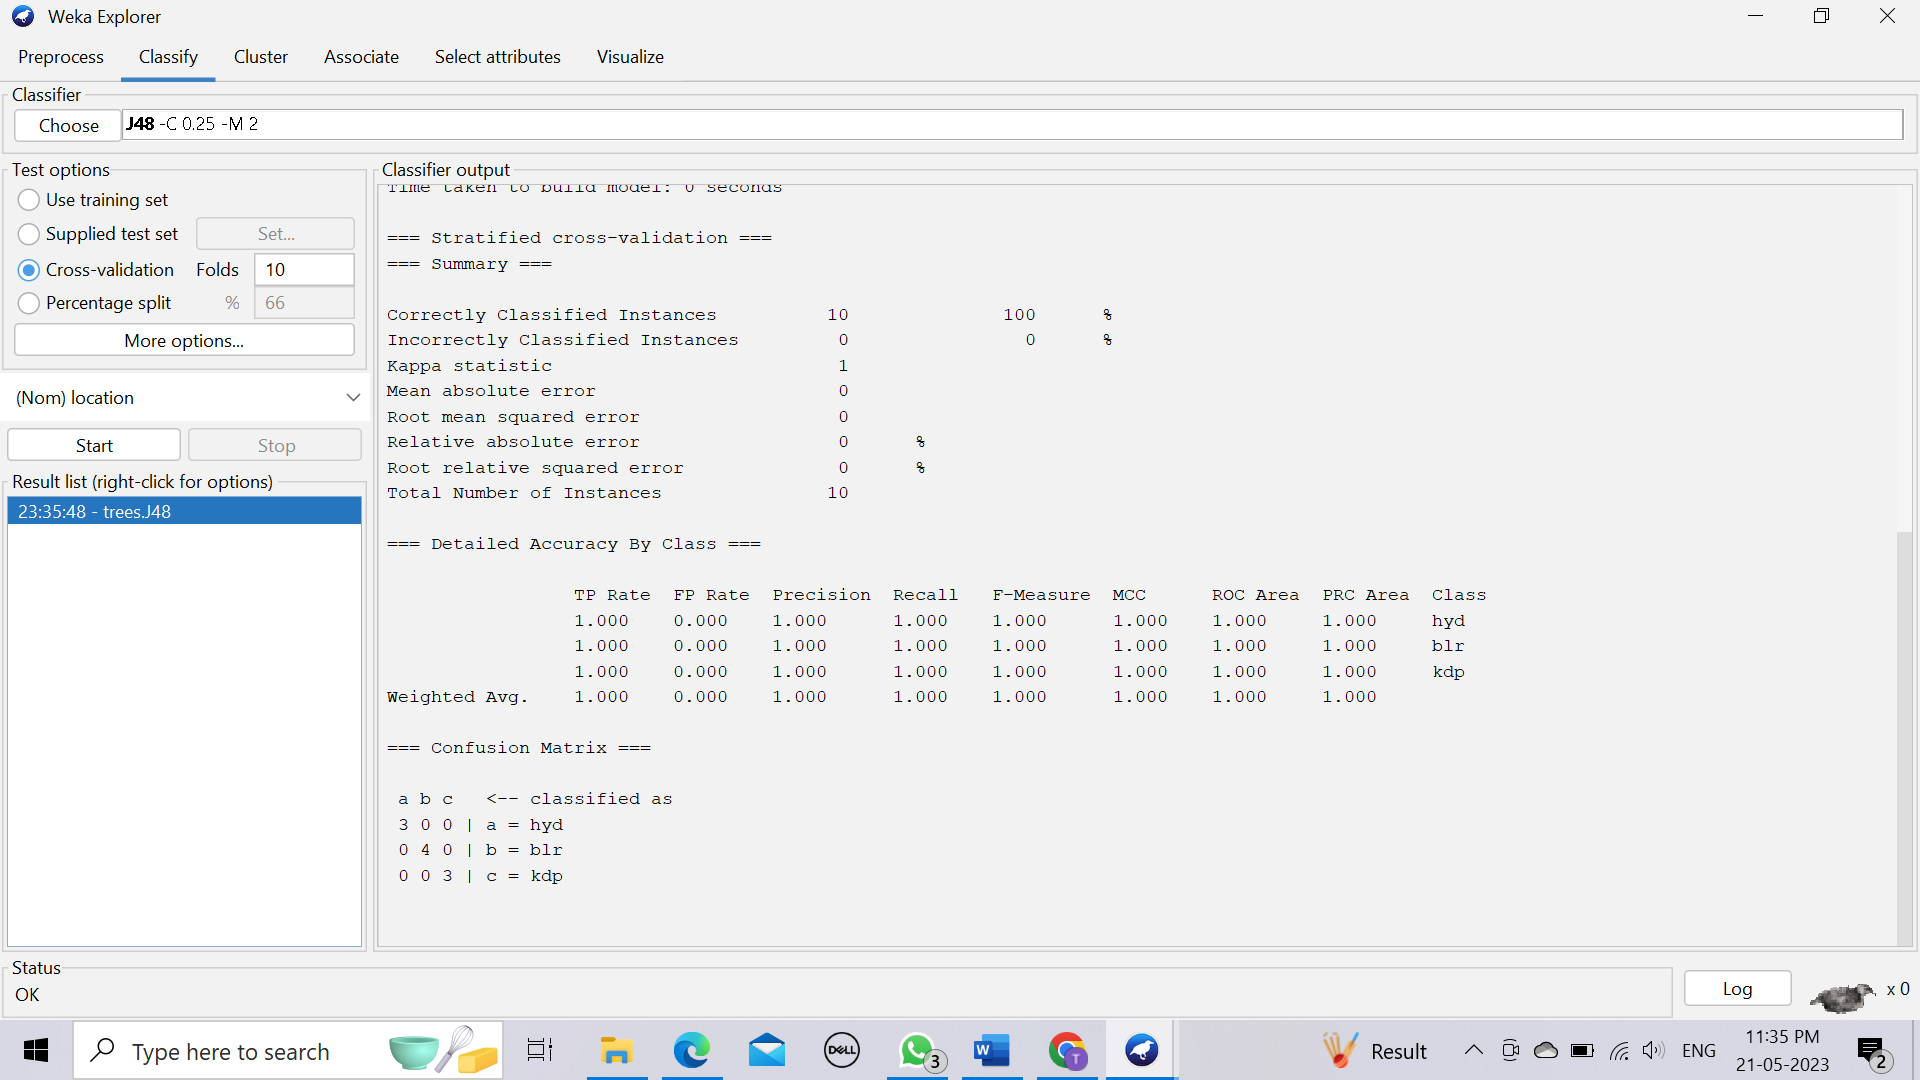 Weka Explorer
Preprocess Classify Cluster Associate Select attributes Visualize
Classifier
Choose J48 -C 0.25 -M 2
Test options
Use training set
Supplied test set Set...
Cross-validation Folds 10
Percentage split % 66
More options...
(Nom) location
Start Stop
Result list (right-click for options)
23:35:48 - trees.J48
Classifier output
Time taken to build model: 0 seconds
=== Stratified cross-validation ===
=== Summary ===
Correctly Classified Instances 10 100 %
Incorrectly Classified Instances 0 0 %
Kappa statistic 1
Mean absolute error 0
Root mean squared error 0
Relative absolute error 0 %
Root relative squared error 0 %
Total Number of Instances 10
=== Detailed Accuracy By Class ===
TP Rate FP Rate Precision Recall F-Measure MCC ROC Area PRC Area Class
1.000 0.000 1.000 1.000 1.000 1.000 1.000 1.000 hyd
1.000 0.000 1.000 1.000 1.000 1.000 1.000 1.000 blr
1.000 0.000 1.000 1.000 1.000 1.000 1.000 1.000 kdp
Weighted Avg. 1.000 0.000 1.000 1.000 1.000 1.000 1.000 1.000
=== Confusion Matrix ===
a b c <-- classified as
3 0 0 | a = hyd
0 4 0 | b = blr
0 0 3 | c = kdp
Status
OK
Log x 0
Type here to search
DELL
3
W
T
Result
ENG
11:35 PM
21-05-2023
2